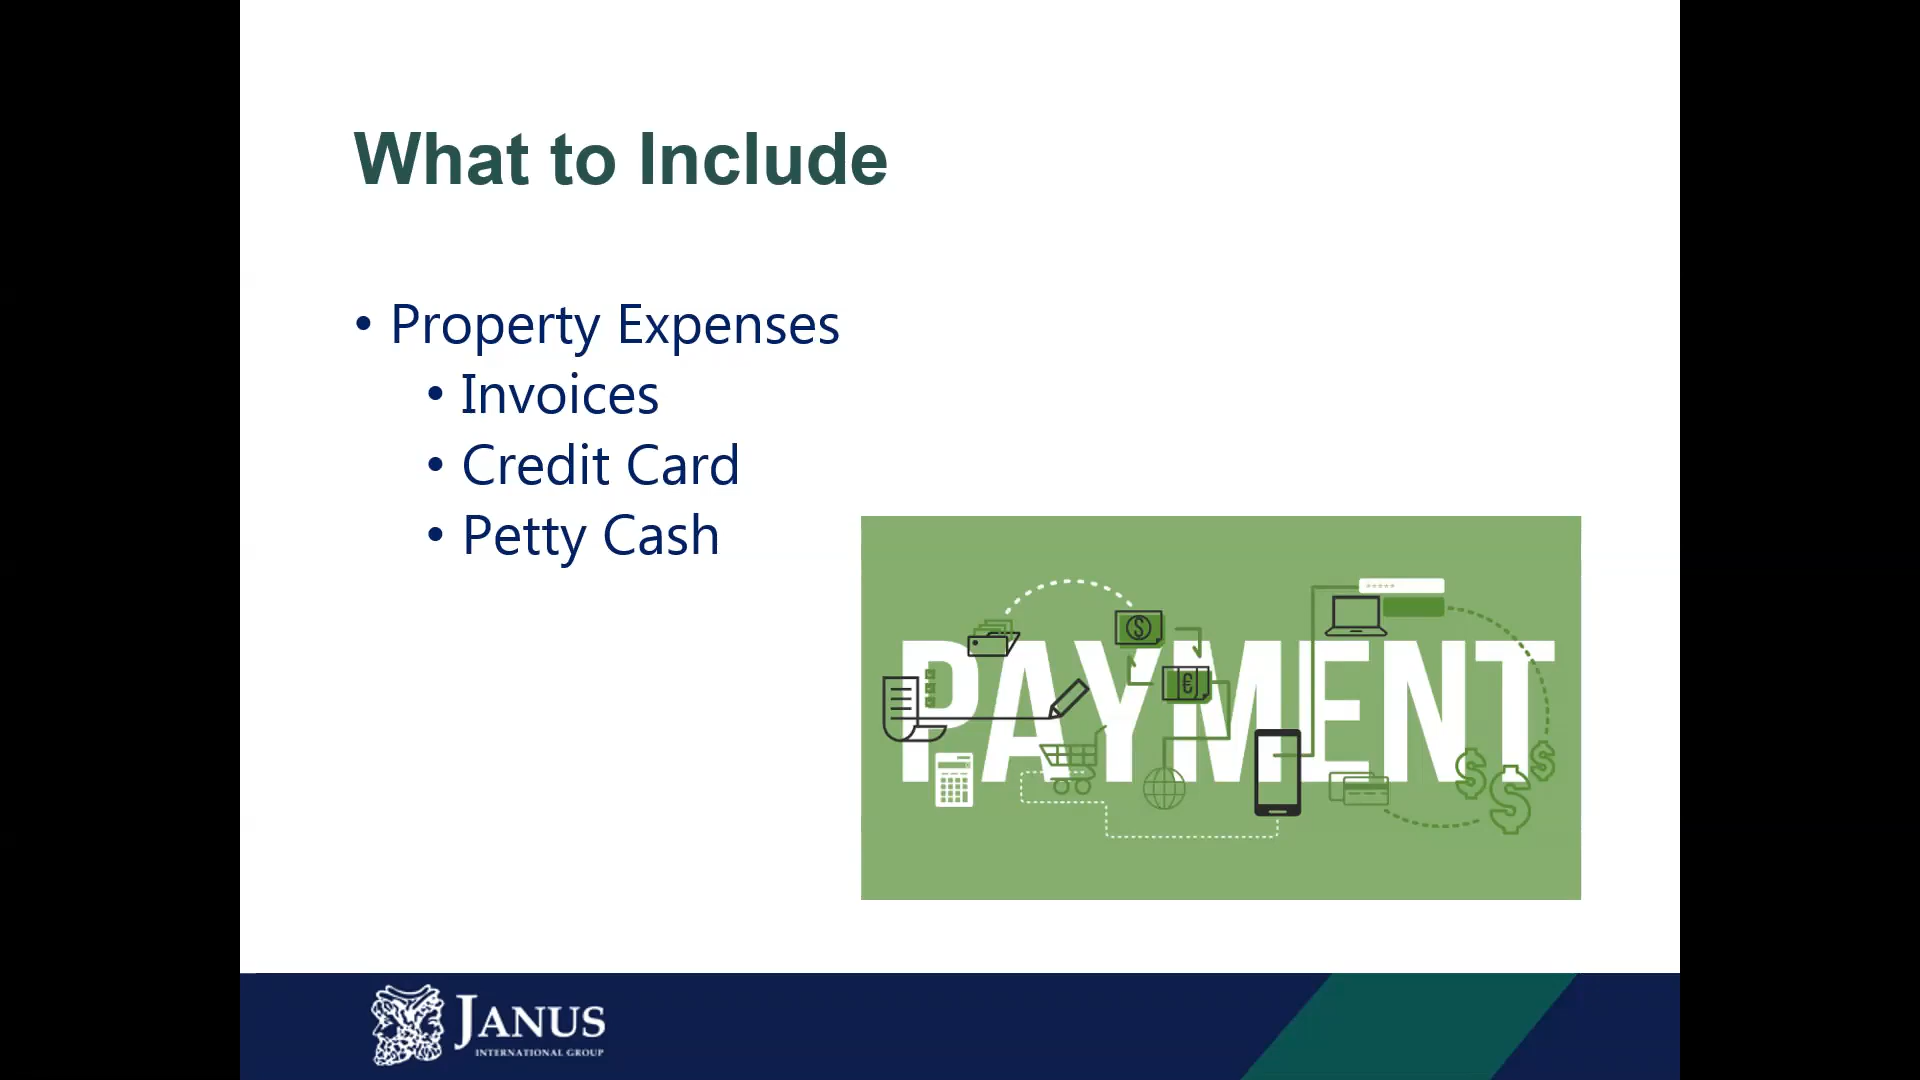 What to Include
• Property Expenses
• Invoices
• Credit Card
• Petty Cash
*****
$
€
PAYMENT
$ $ $
JANUS
INTERNATIONAL GROUP